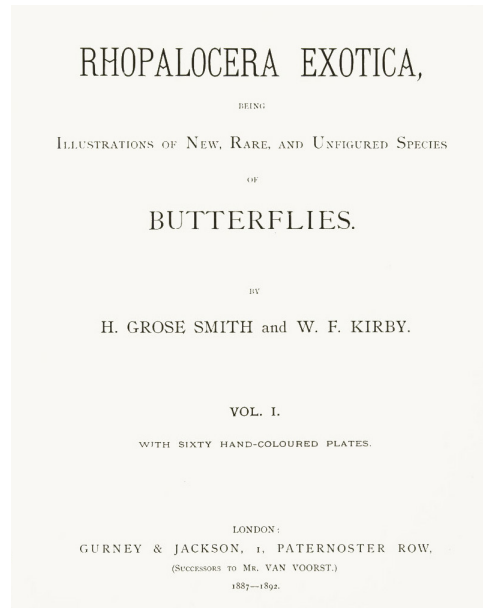 RHOPALOCERA EXOTICA,
BEING
ILLUSTRATIONS OF NEW, RARE, AND UNFIGURED SPECIES
OF
BUTTERFLIES.
BY
H. GROSE SMITH and W. F. KIRBY.
VOL. I.
WITH SIXTY HAND-COLOURED PLATES.
LONDON:
GURNEY & JACKSON, 1, PATERNOSTER ROW,
(SUCCESSORS TO MR. VAN VOORST.)
1887—1892.